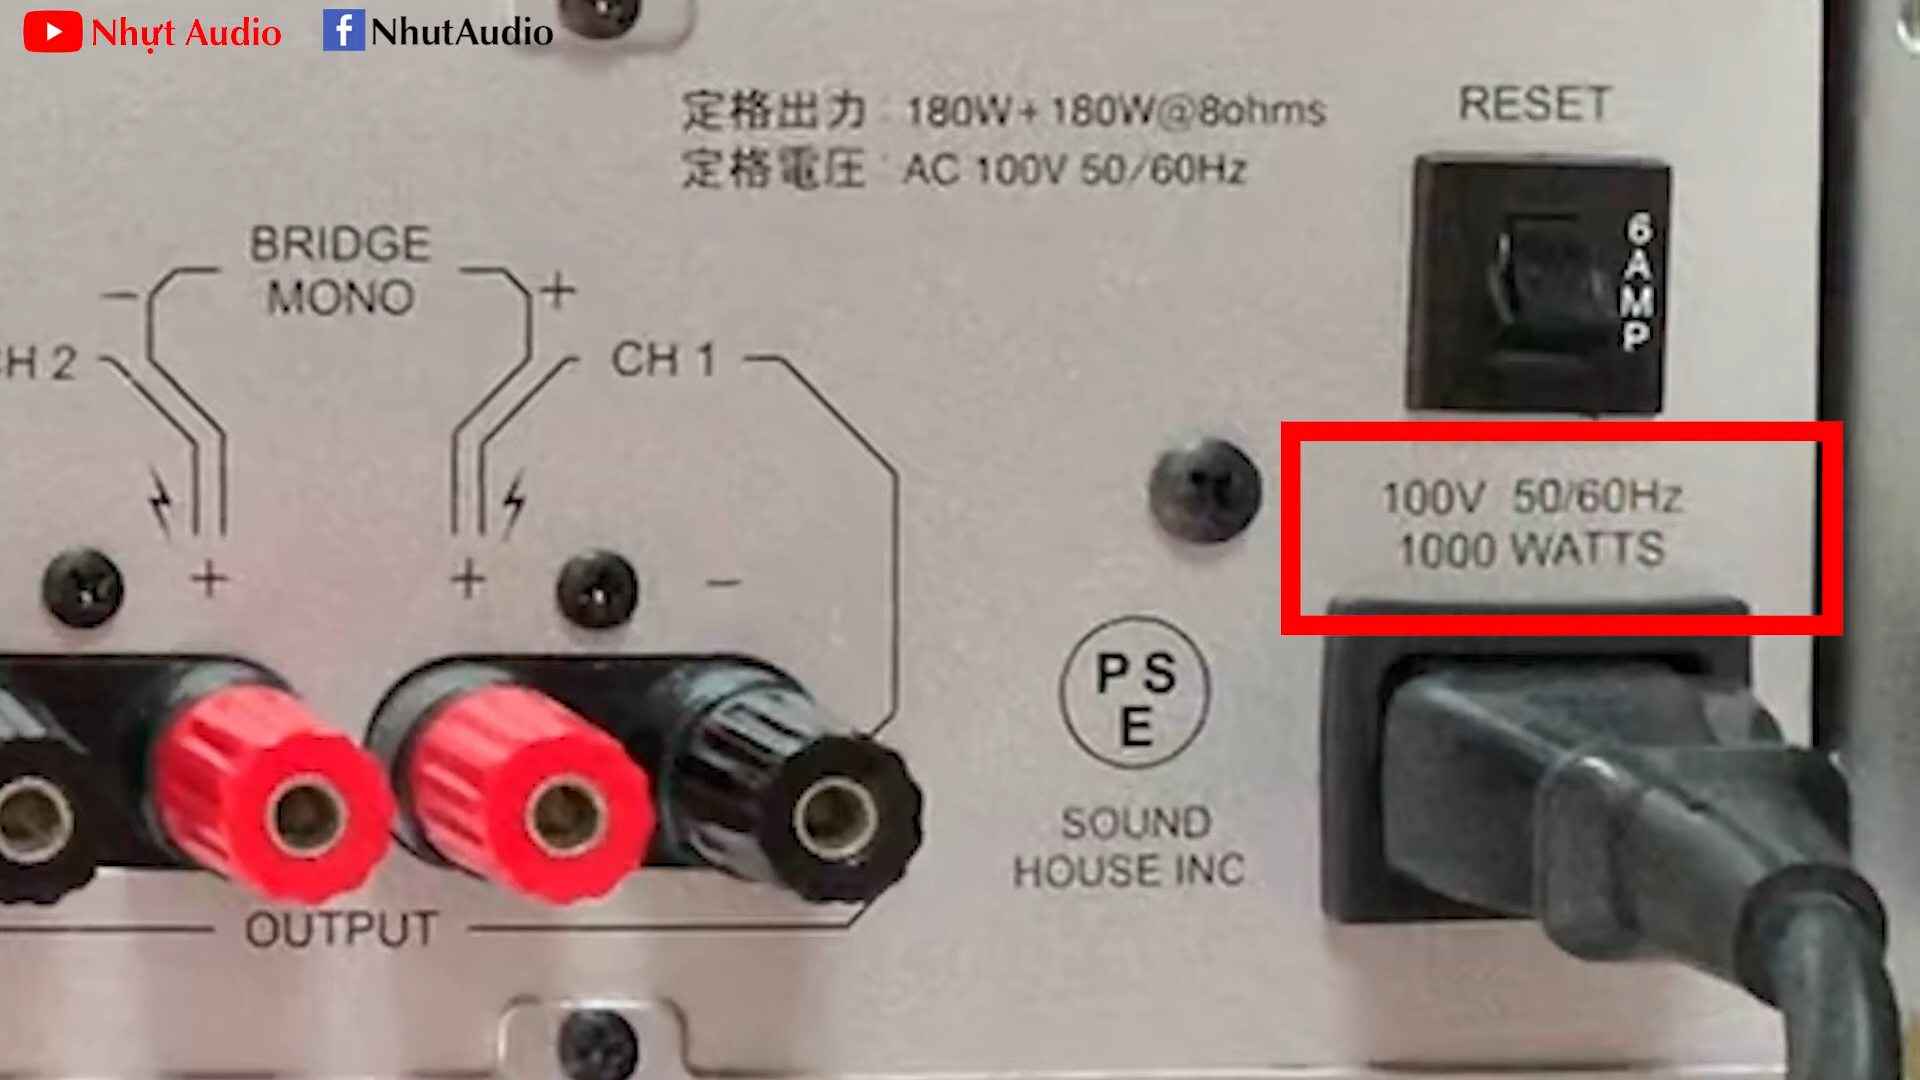 Nhựt Audio
NhutAudio
定格出力 : 180W + 180W@8ohms
定格電圧 : AC 100V 50/60Hz
RESET
6 AMP
BRIDGE
MONO
-
+
CH 2
CH 1
+
+
-
100V 50/60Hz
1000 WATTS
PS
E
SOUND
HOUSE INC
OUTPUT